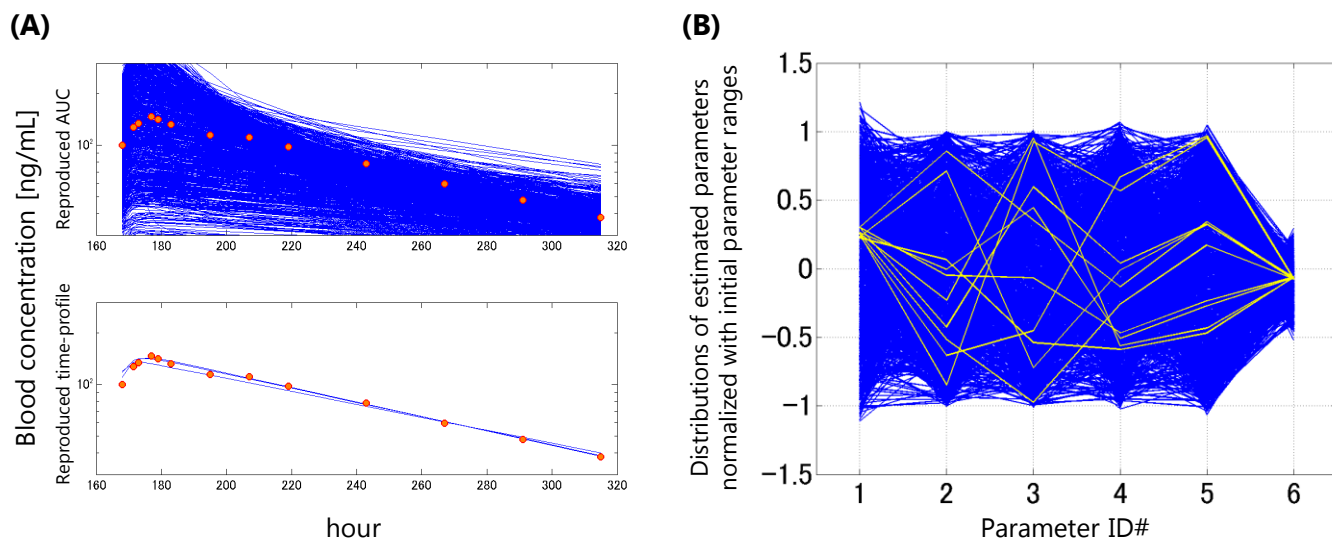 (A)
Blood concentration [ng/mL]
Reproduced AUC
10²
160 180 200 220 240 260 280 300 320
Reproduced time-profile
10²
160 180 200 220 240 260 280 300 320
hour
(B)
Distributions of estimated parameters
normalized with initial parameter ranges
1.5
1
0.5
0
−0.5
−1
−1.5
1 2 3 4 5 6
Parameter ID#